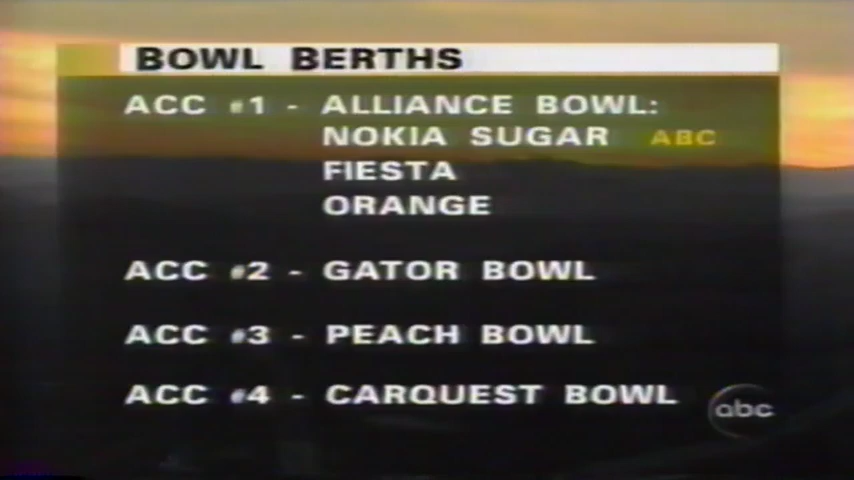 BOWL BERTHS
ACC #1 - ALLIANCE BOWL:
NOKIA SUGAR ABC
FIESTA
ORANGE
ACC #2 - GATOR BOWL
ACC #3 - PEACH BOWL
ACC #4 - CARQUEST BOWL
abc